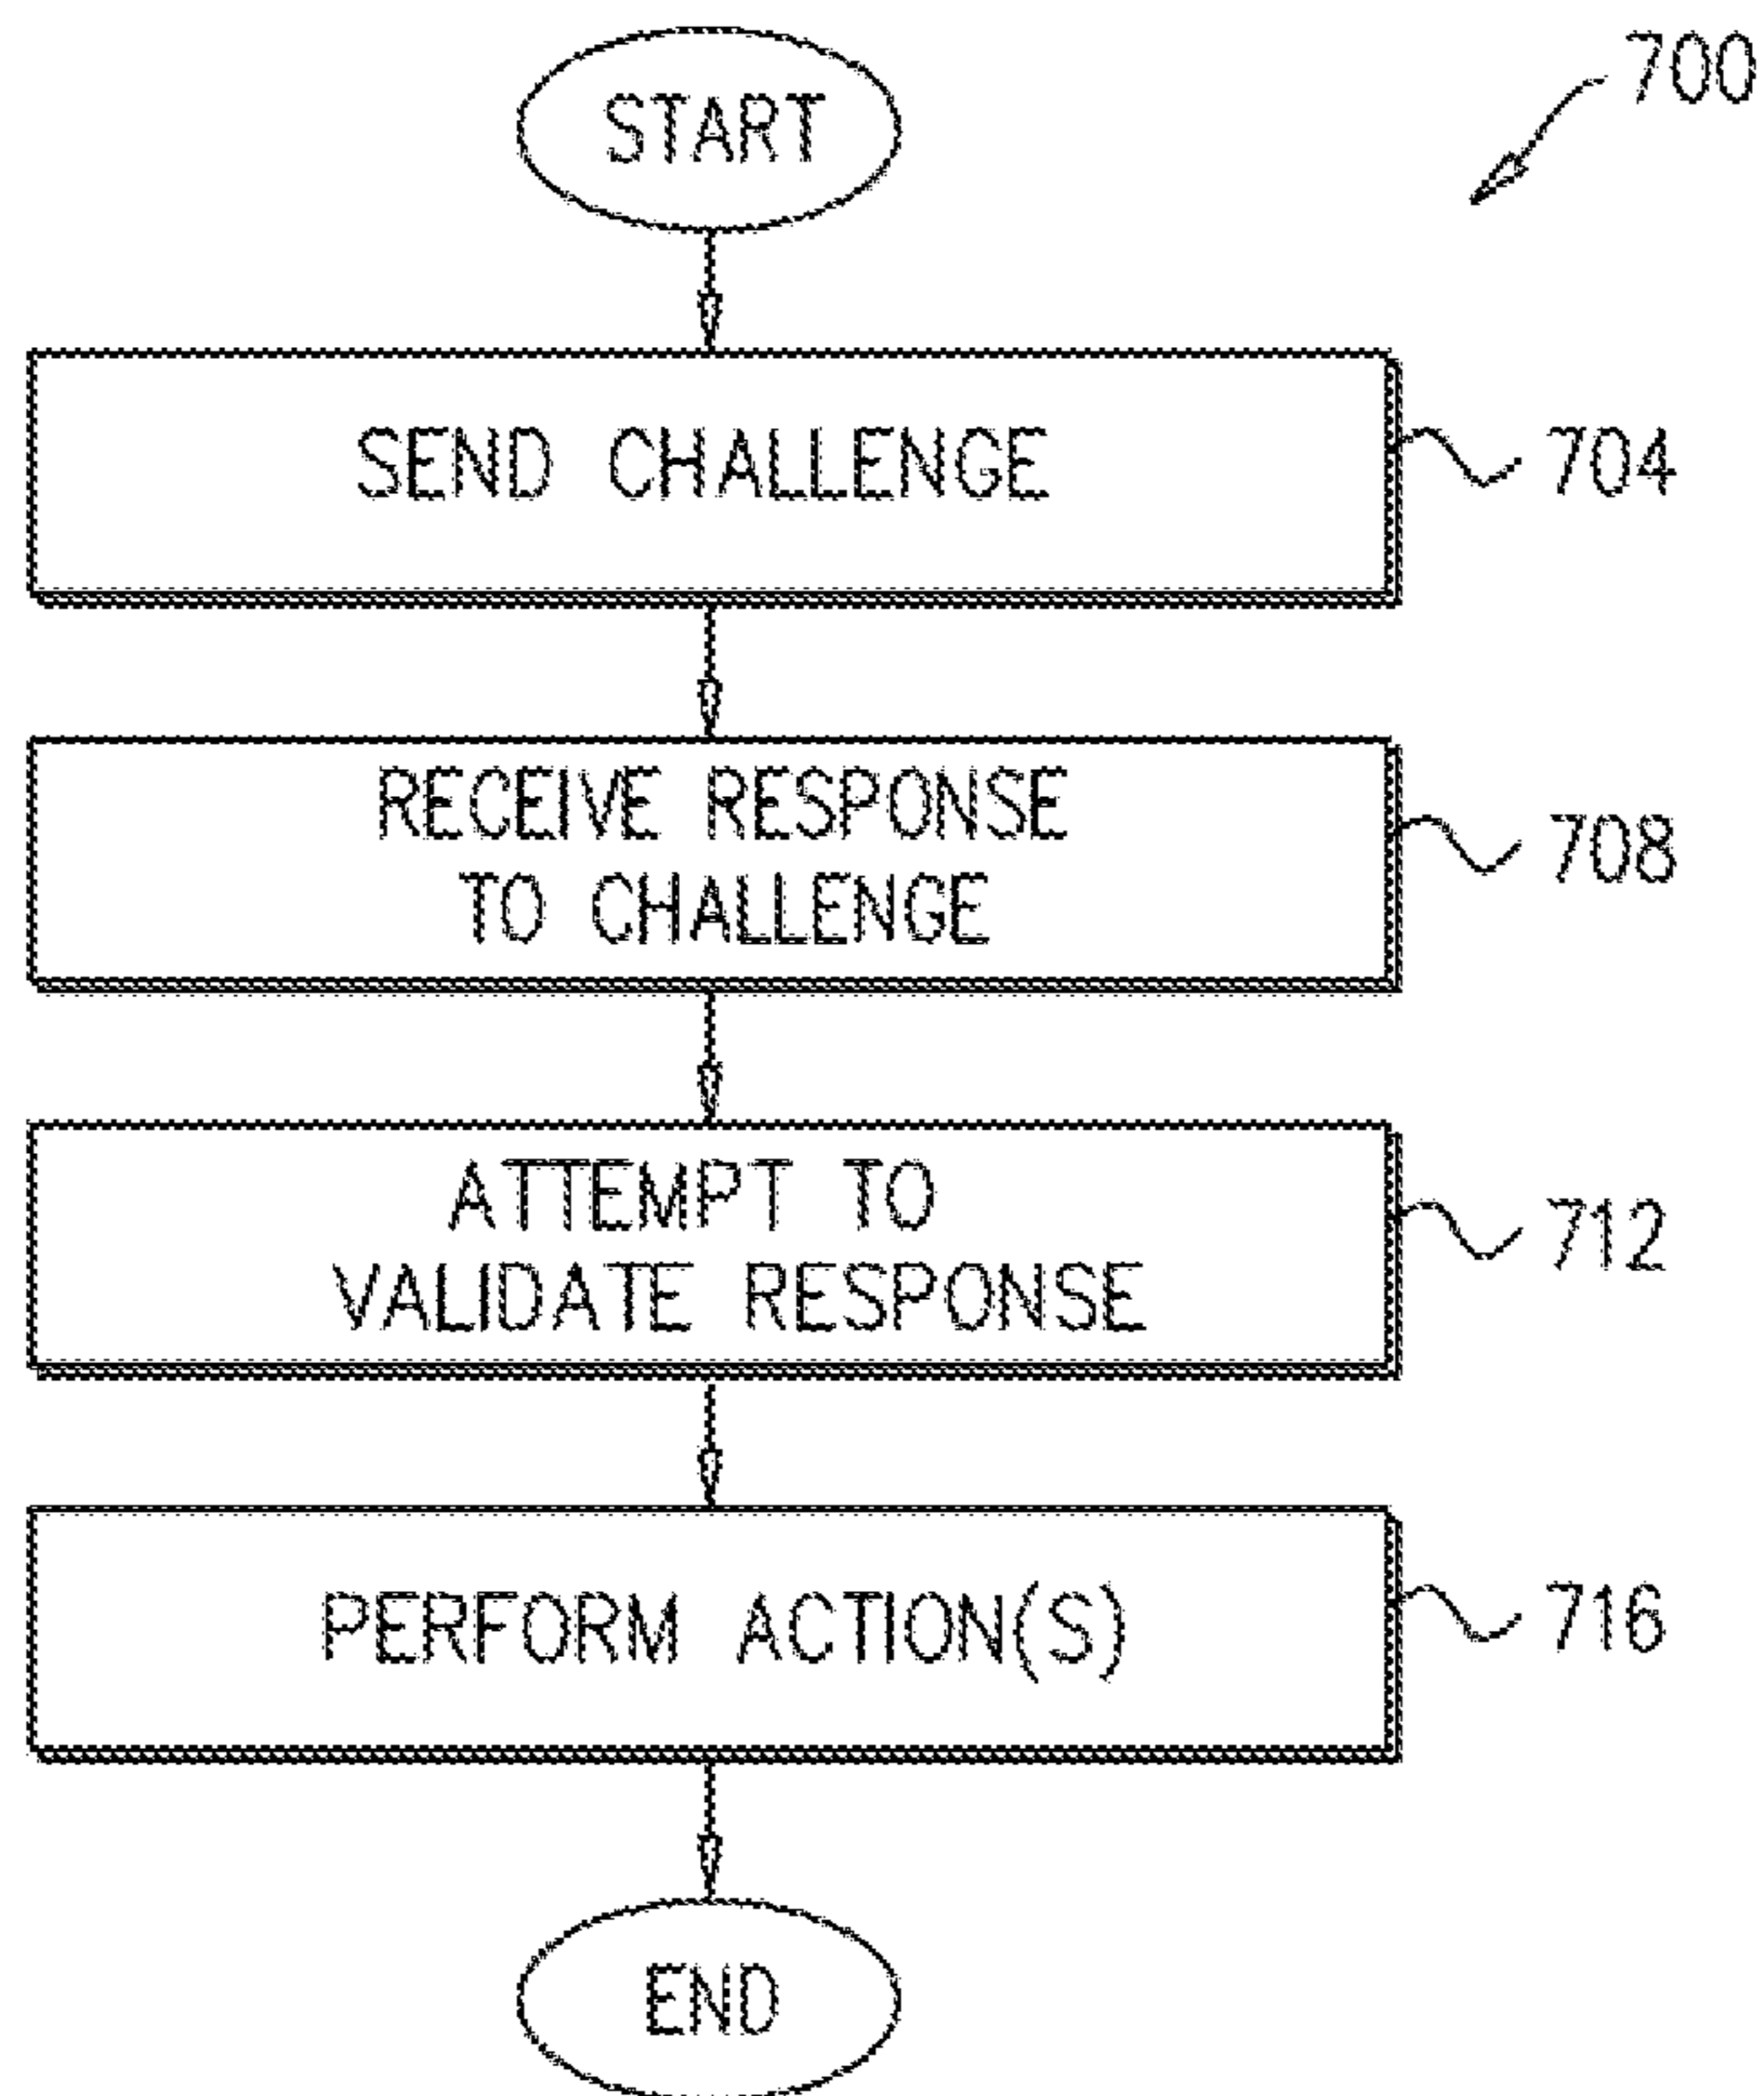 START
700
SEND CHALLENGE
704
RECEIVE RESPONSE
TO CHALLENGE
708
ATTEMPT TO
VALIDATE RESPONSE
712
PERFORM ACTION(S)
716
END